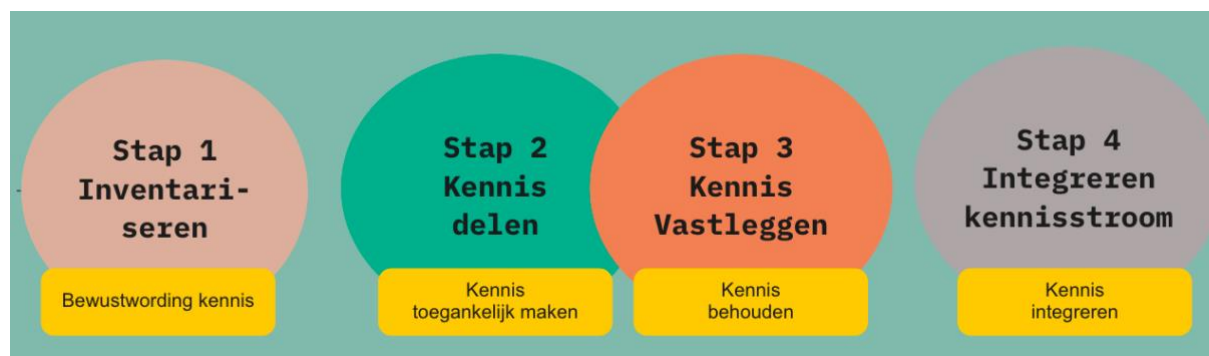 Stap 1
Inventari-
seren
Bewustwording kennis
Stap 2
Kennis
delen
Kennis
toegankelijk maken
Stap 3
Kennis
Vastleggen
Kennis
behouden
Stap 4
Integreren
kennisstroom
Kennis
integreren